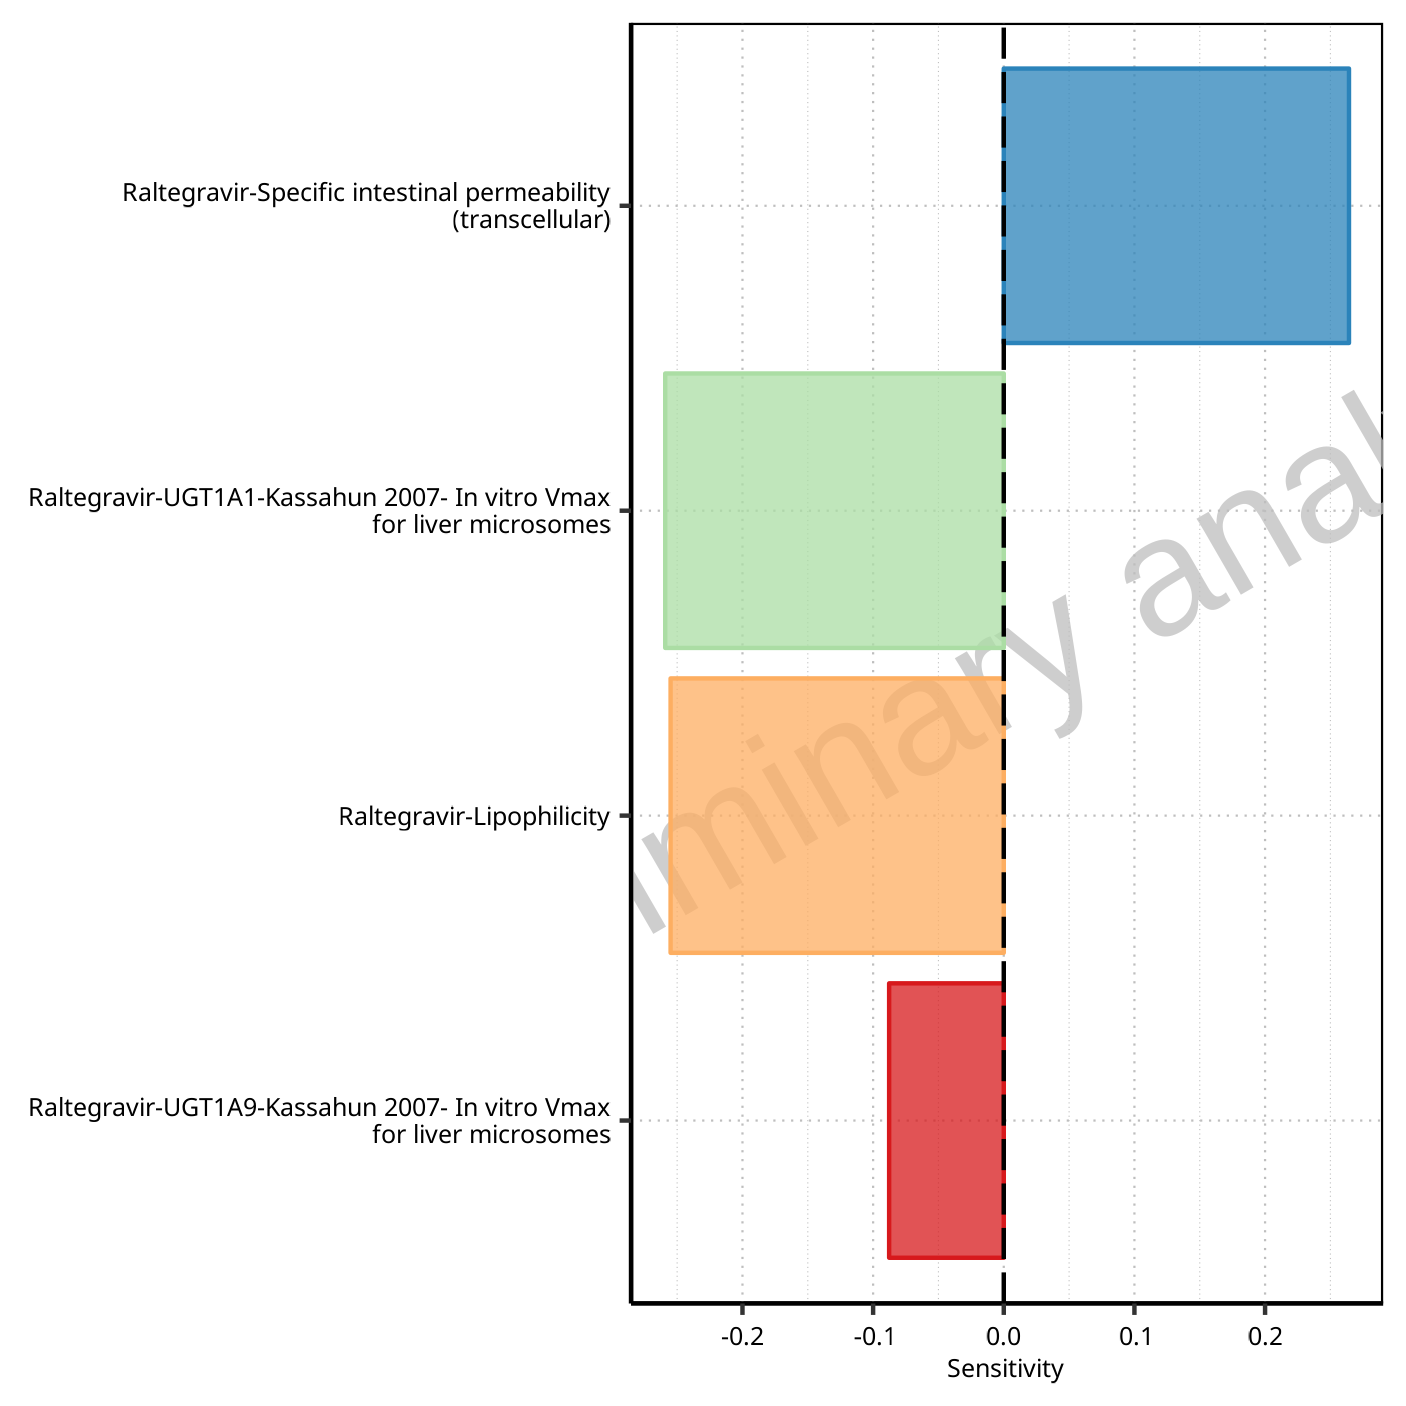 Raltegravir-Specific intestinal permeability
(transcellular)
Raltegravir-UGT1A1-Kassahun 2007- In vitro Vmax
for liver microsomes
Raltegravir-Lipophilicity
Raltegravir-UGT1A9-Kassahun 2007- In vitro Vmax
for liver microsomes
minary anal
-0.2 -0.1 0.0 0.1 0.2
Sensitivity